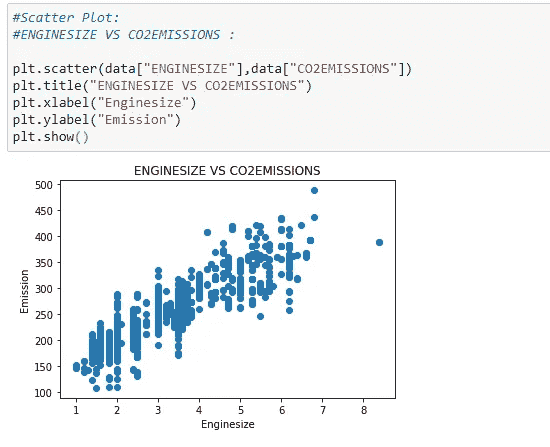 #Scatter Plot:
#ENGINESIZE VS CO2EMISSIONS :
plt.scatter(data["ENGINESIZE"],data["CO2EMISSIONS"])
plt.title("ENGINESIZE VS CO2EMISSIONS")
plt.xlabel("Enginesize")
plt.ylabel("Emission")
plt.show()
ENGINESIZE VS CO2EMISSIONS
500
450
400
350
300
250
200
150
100
Emission
1 2 3 4 5 6 7 8
Enginesize